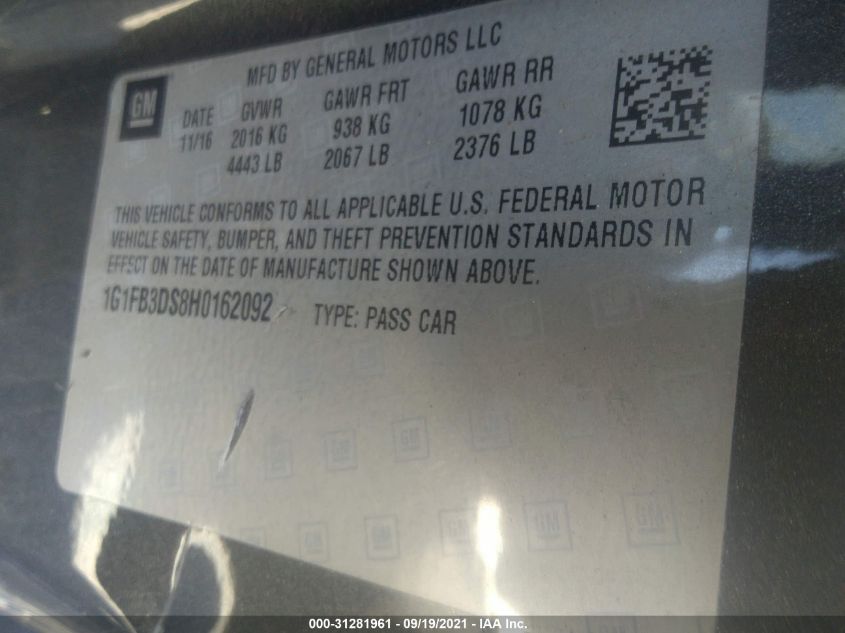 MFD BY GENERAL MOTORS LLC
GM
DATE GVWR GAWR FRT GAWR RR
11/16 2016 KG 938 KG 1078 KG
4443 LB 2067 LB 2376 LB
THIS VEHICLE CONFORMS TO ALL APPLICABLE U.S. FEDERAL MOTOR
VEHICLE SAFETY, BUMPER, AND THEFT PREVENTION STANDARDS IN
EFFECT ON THE DATE OF MANUFACTURE SHOWN ABOVE.
1G1FB3DS8H0162092 TYPE: PASS CAR
000-31281961 - 09/19/2021 - IAA Inc.